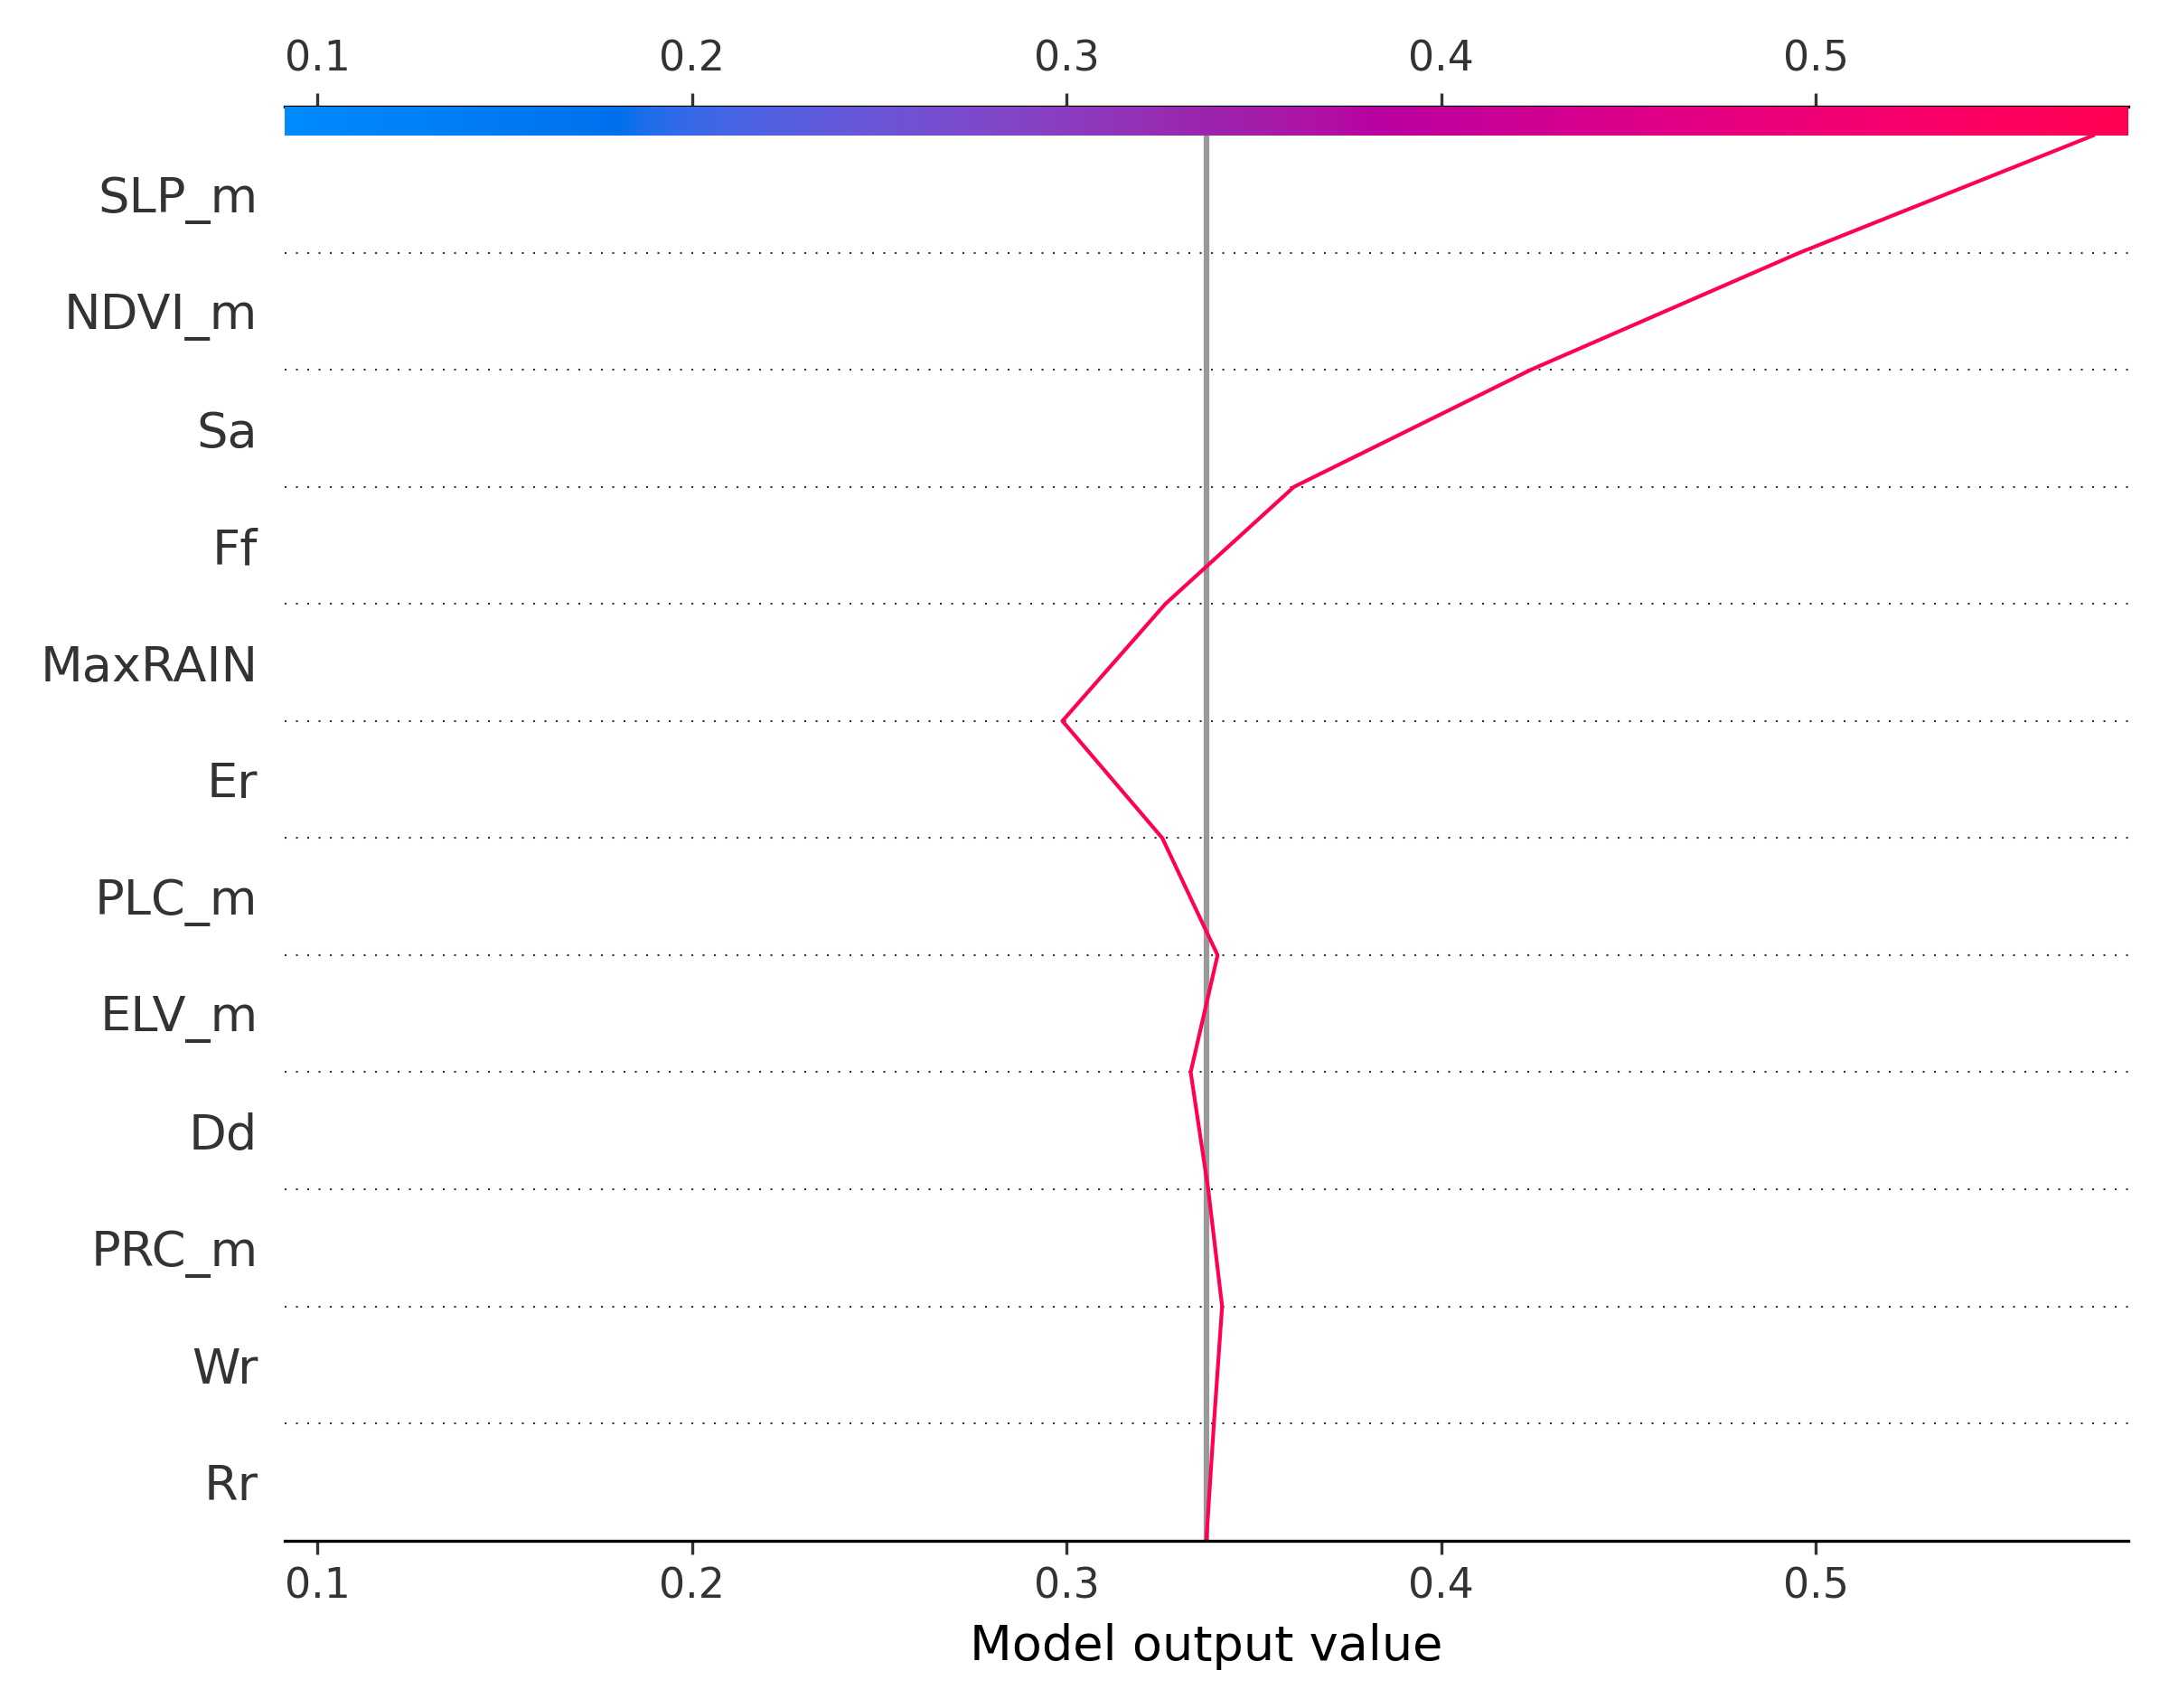 0.1 0.2 0.3 0.4 0.5
SLP_m
NDVI_m
Sa
Ff
MaxRAIN
Er
PLC_m
ELV_m
Dd
PRC_m
Wr
Rr
0.1 0.2 0.3 0.4 0.5
Model output value